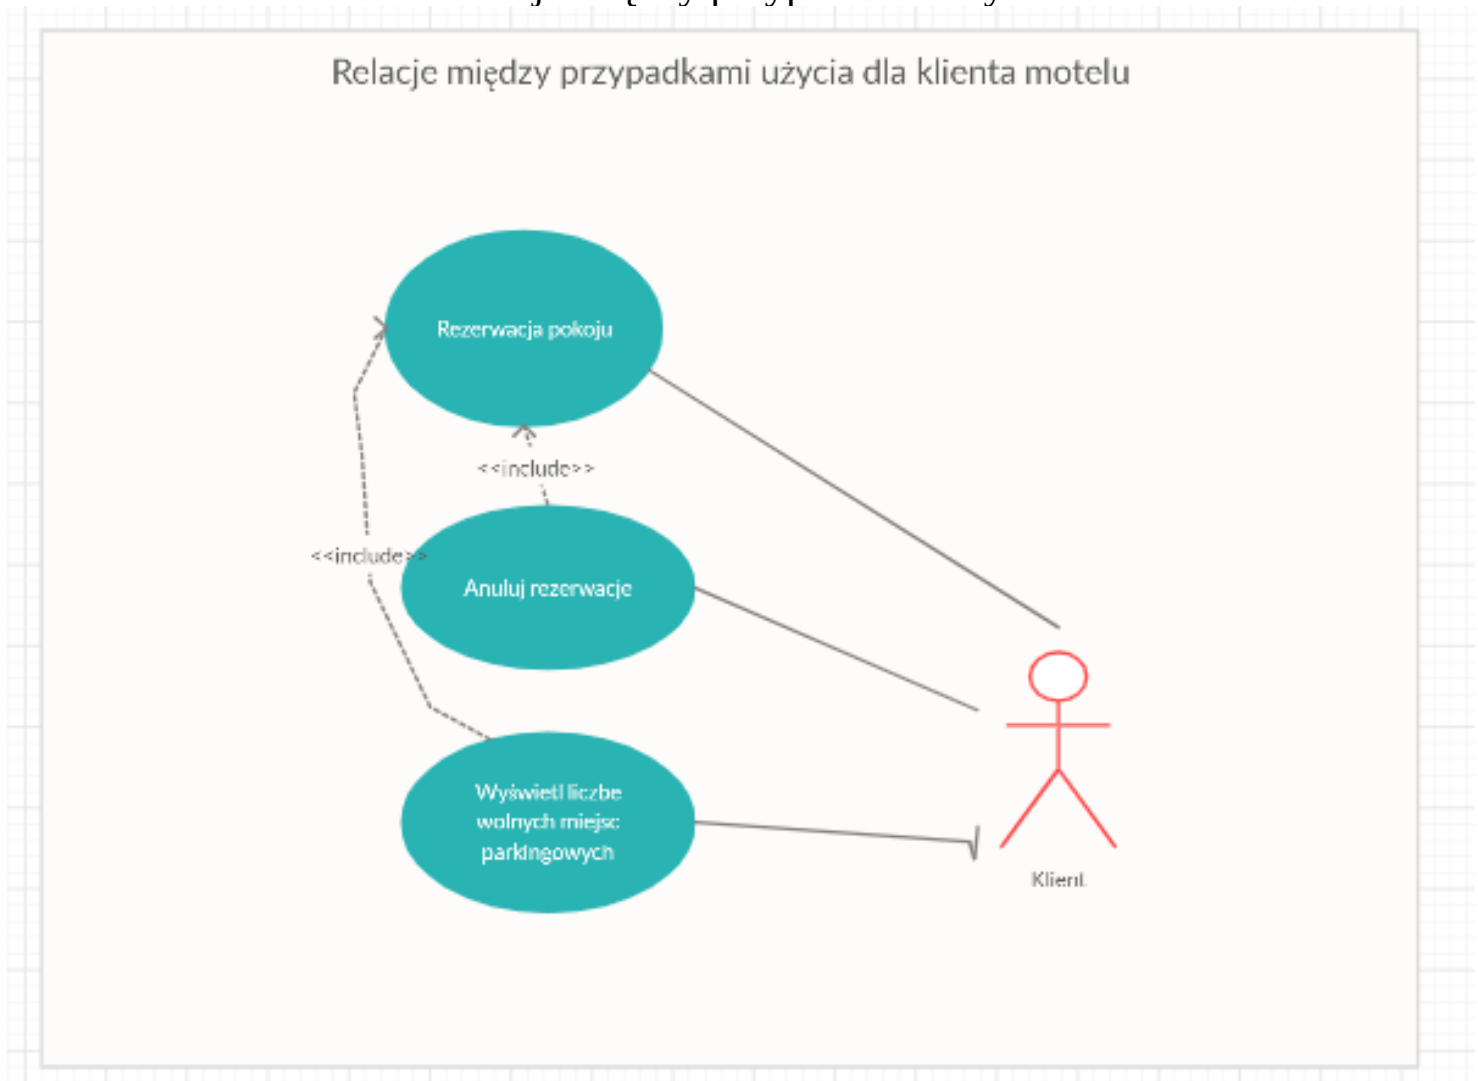 Relacje między przypadkami użycia dla klienta motelu
Rezerwacja pokoju
<<include>>
<<include>>
Anuluj rezerwacje
Wyświetl liczbe
wolnych miejsc
parkingowych
Klient